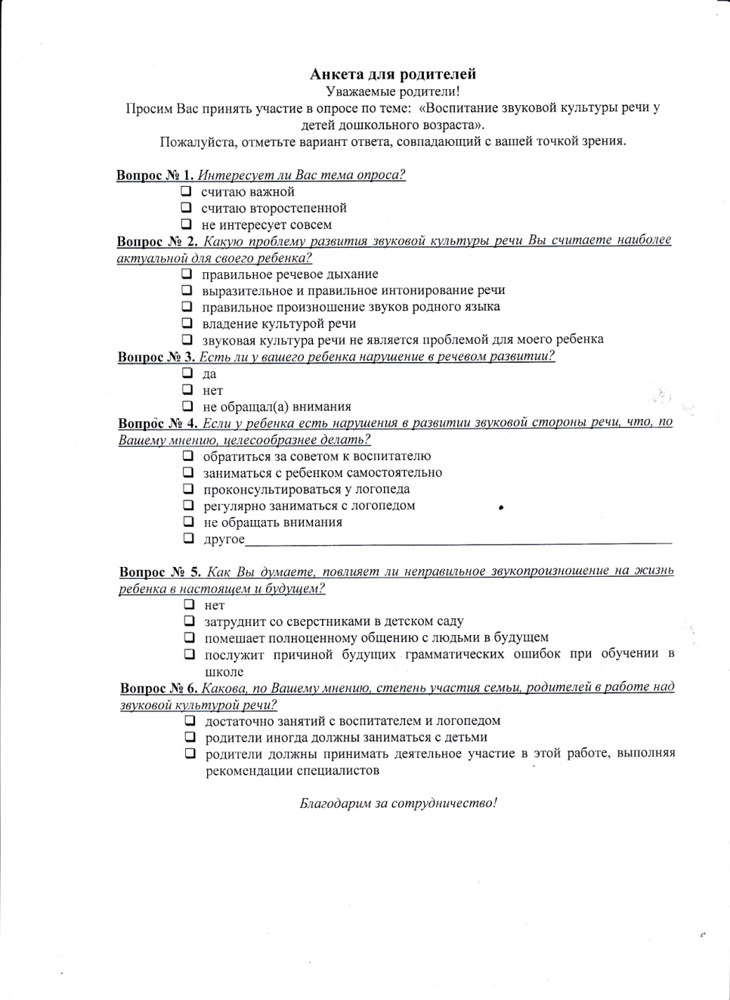 Анкета для родителей
Уважаемые родители!
Просим Вас принять участие в опросе по теме:  «Воспитание звуковой культуры речи у
детей дошкольного возраста».
Пожалуйста, отметьте вариант ответа, совпадающий с вашей точкой зрения.
Вопрос № 1. Интересует ли Вас тема опроса?
❑ считаю важной
❑ считаю второстепенной
❑ не интересует совсем
Вопрос № 2. Какую проблему развития звуковой культуры речи Вы считаете наиболее
актуальной для своего ребенка?
❑ правильное речевое дыхание
❑ выразительное и правильное интонирование речи
❑ правильное произношение звуков родного языка
❑ владение культурой речи
❑ звуковая культура речи не является проблемой для моего ребенка
Вопрос № 3. Есть ли у вашего ребенка нарушение в речевом развитии?
❑ да
❑ нет
❑ не обращал(а) внимания
Вопрос № 4. Если у ребенка есть нарушения в развитии звуковой стороны речи, что, по
Вашему мнению, целесообразнее делать?
❑ обратиться за советом к воспитателю
❑ заниматься с ребенком самостоятельно
❑ проконсультироваться у логопеда
❑ регулярно заниматься с логопедом
❑ не обращать внимания
❑ другое____________________________________________
Вопрос № 5. Как Вы думаете, повлияет ли неправильное звукопроизношение на жизнь
ребенка в настоящем и будущем?
❑ нет
❑ затруднит со сверстниками в детском саду
❑ помешает полноценному общению с людьми в будущем
❑ послужит причиной будущих грамматических ошибок при обучении в
школе
Вопрос № 6. Какова, по Вашему мнению, степень участия семьи, родителей в работе над
звуковой культурой речи?
❑ достаточно занятий с воспитателем и логопедом
❑ родители иногда должны заниматься с детьми
❑ родители должны принимать деятельное участие в этой работе, выполняя
рекомендации специалистов
Благодарим за сотрудничество!